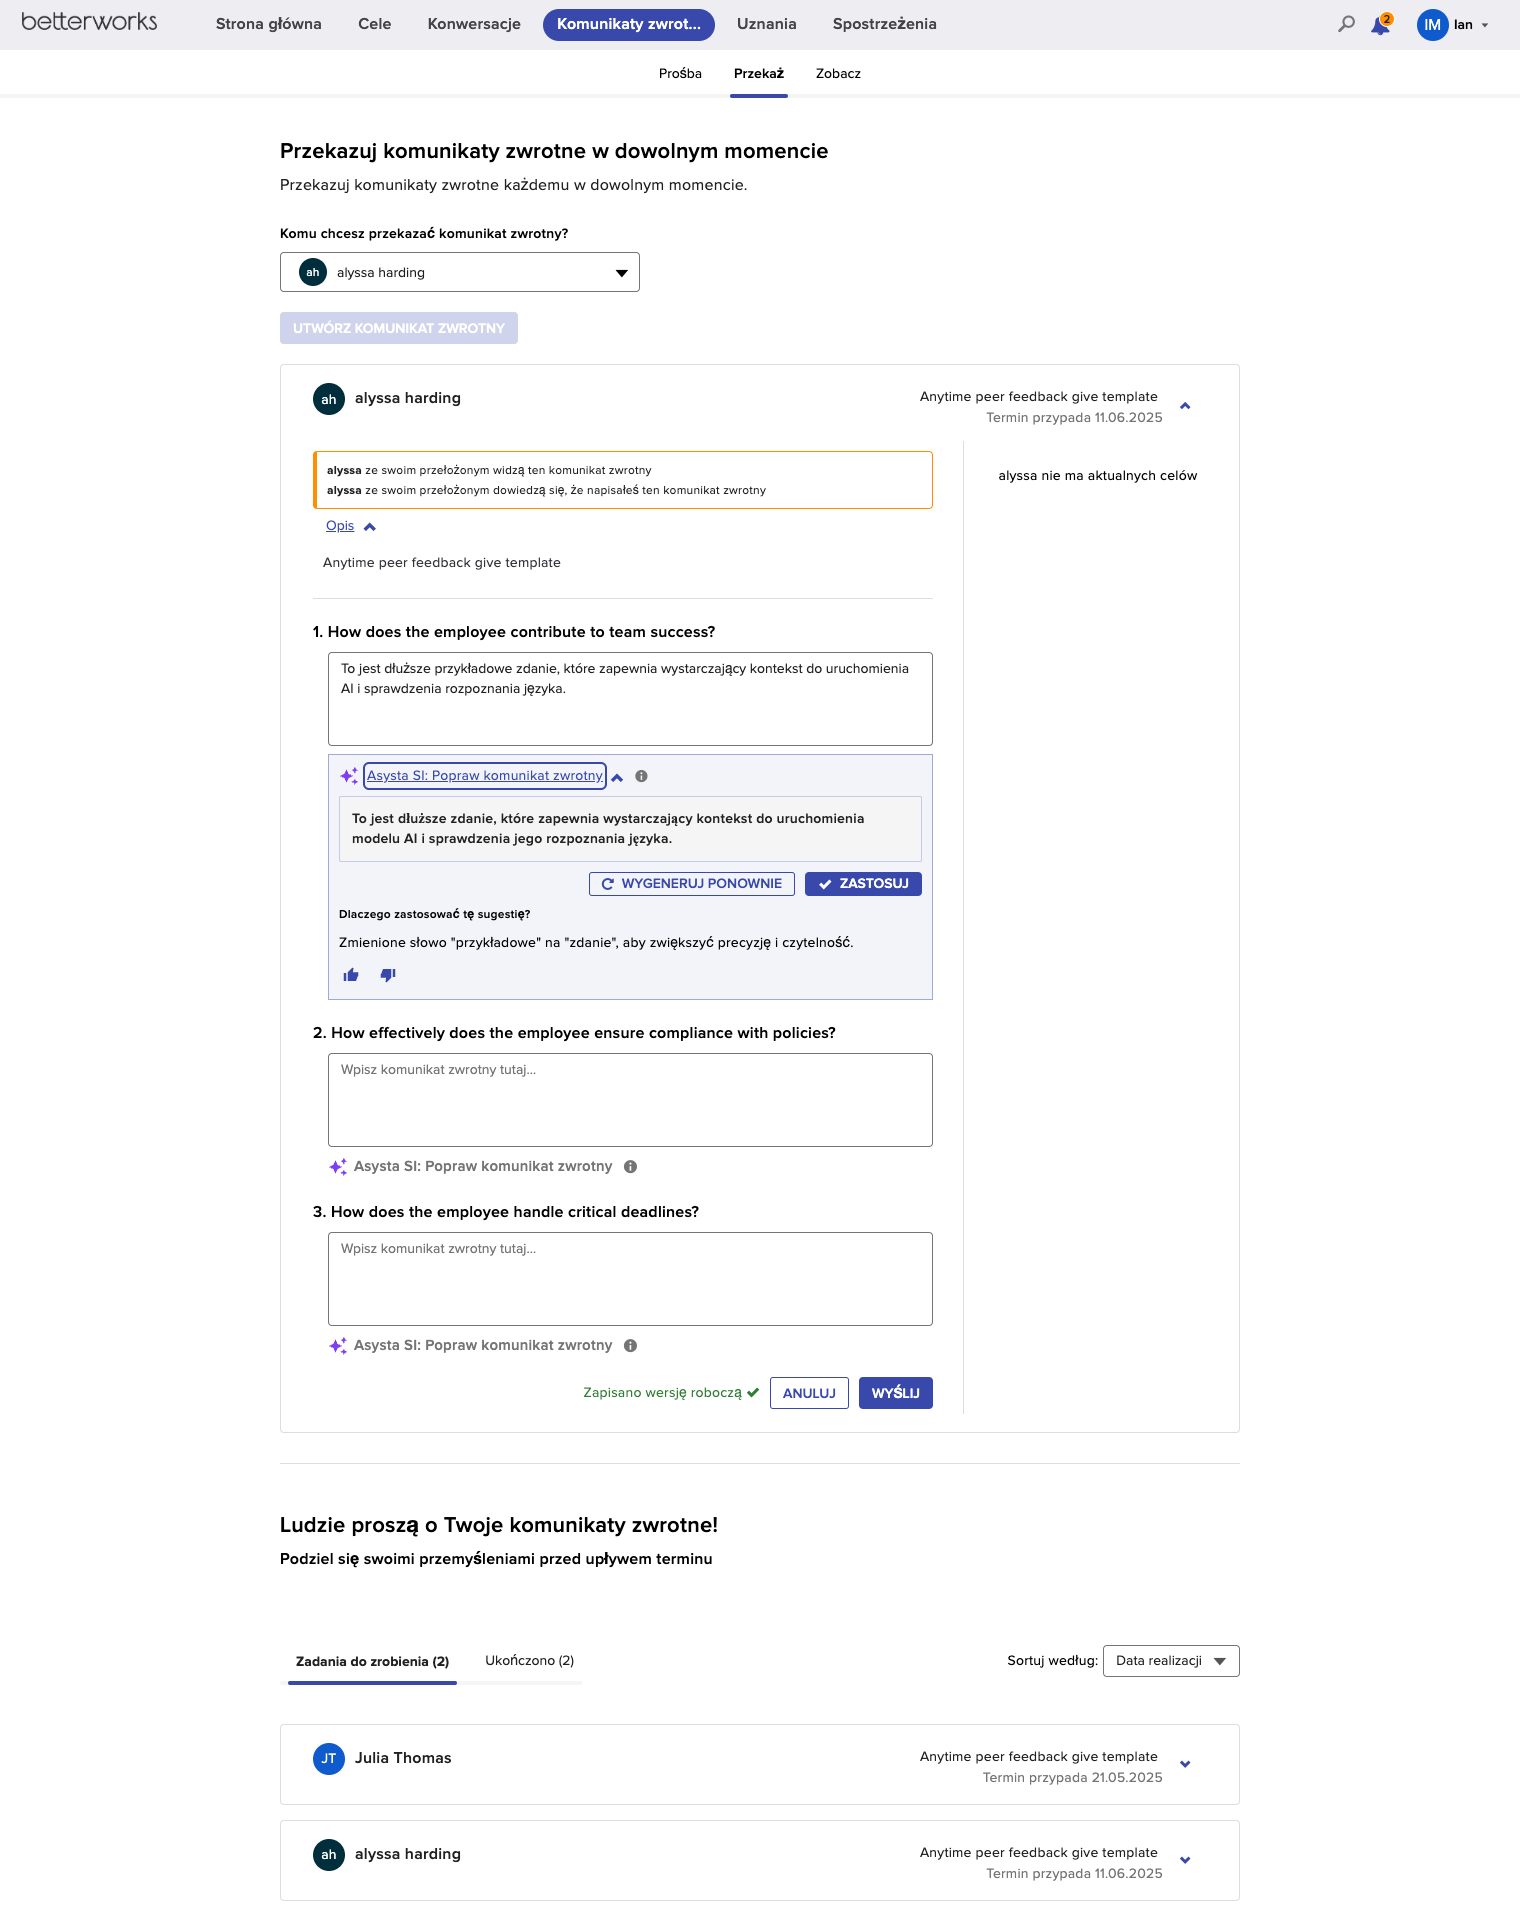 betterworks
Strona główna
Cele
Konwersacje
Komunikaty zwrot...
Uznania
Spostrzeżenia
2
IM
Ian
Prośba
Przekaż
Zobacz
Przekazuj komunikaty zwrotne w dowolnym momencie
Przekazuj komunikaty zwrotne każdemu w dowolnym momencie.
Komu chcesz przekazać komunikat zwrotny?
ah
alyssa harding
UTWÓRZ KOMUNIKAT ZWROTNY
ah
alyssa harding
Anytime peer feedback give template
Termin przypada 11.06.2025
alyssa ze swoim przełożonym widzą ten komunikat zwrotny
alyssa ze swoim przełożonym dowiedzą się, że napisałeś ten komunikat zwrotny
alyssa nie ma aktualnych celów
Opis
Anytime peer feedback give template
1. How does the employee contribute to team success?
To jest dłuższe przykładowe zdanie, które zapewnia wystarczający kontekst do uruchomienia
AI i sprawdzenia rozpoznania języka.
Asysta SI: Popraw komunikat zwrotny
To jest dłuższe zdanie, które zapewnia wystarczający kontekst do uruchomienia
modelu AI i sprawdzenia jego rozpoznania języka.
WYGENERUJ PONOWNIE
ZASTOSUJ
Dlaczego zastosować tę sugestię?
Zmienione słowo "przykładowe" na "zdanie", aby zwiększyć precyzję i czytelność.
2. How effectively does the employee ensure compliance with policies?
Wpisz komunikat zwrotny tutaj...
Asysta SI: Popraw komunikat zwrotny
3. How does the employee handle critical deadlines?
Wpisz komunikat zwrotny tutaj...
Asysta SI: Popraw komunikat zwrotny
Zapisano wersję roboczą
ANULUJ
WYŚLIJ
Ludzie proszą o Twoje komunikaty zwrotne!
Podziel się swoimi przemyśleniami przed upływem terminu
Zadania do zrobienia (2)
Ukończono (2)
Sortuj według:
Data realizacji
JT
Julia Thomas
Anytime peer feedback give template
Termin przypada 21.05.2025
ah
alyssa harding
Anytime peer feedback give template
Termin przypada 11.06.2025